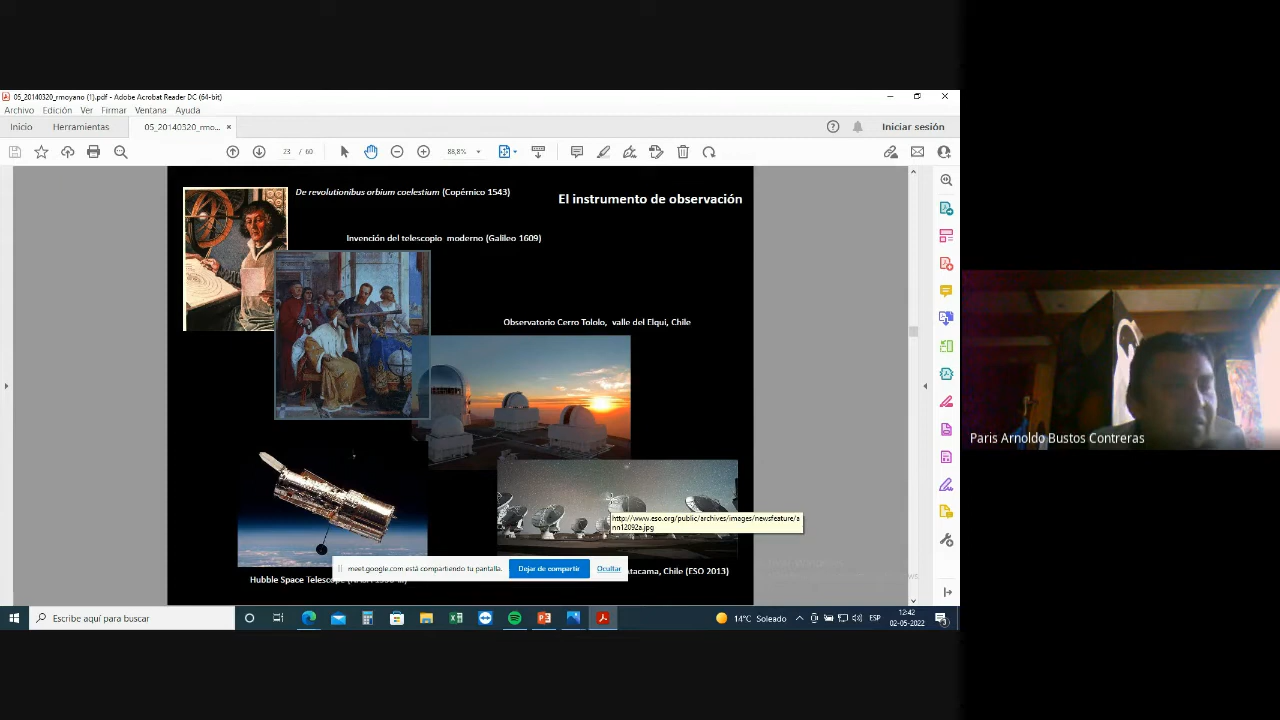 05_20140320_rmoyano (1).pdf - Adobe Acrobat Reader DC (64-bit)
Archivo Edición Ver Firmar Ventana Ayuda
Inicio Herramientas 05_20140320_rmo... × Iniciar sesión
23 / 60 88,8%
De revolutionibus orbium coelestium (Copérnico 1543)
El instrumento de observación
Invención del telescopio moderno (Galileo 1609)
Observatorio Cerro Tololo, valle del Elqui, Chile
Paris Arnoldo Bustos Contreras
http://www.eso.org/public/archives/images/newsfeature/a
nn12092a.jpg
meet.google.com está compartiendo tu pantalla. Dejar de compartir Ocultar
tacama, Chile (ESO 2013)
Hubble Space Telescope
Escribe aquí para buscar
14°C Soleado ESP 12:42
02-05-2022